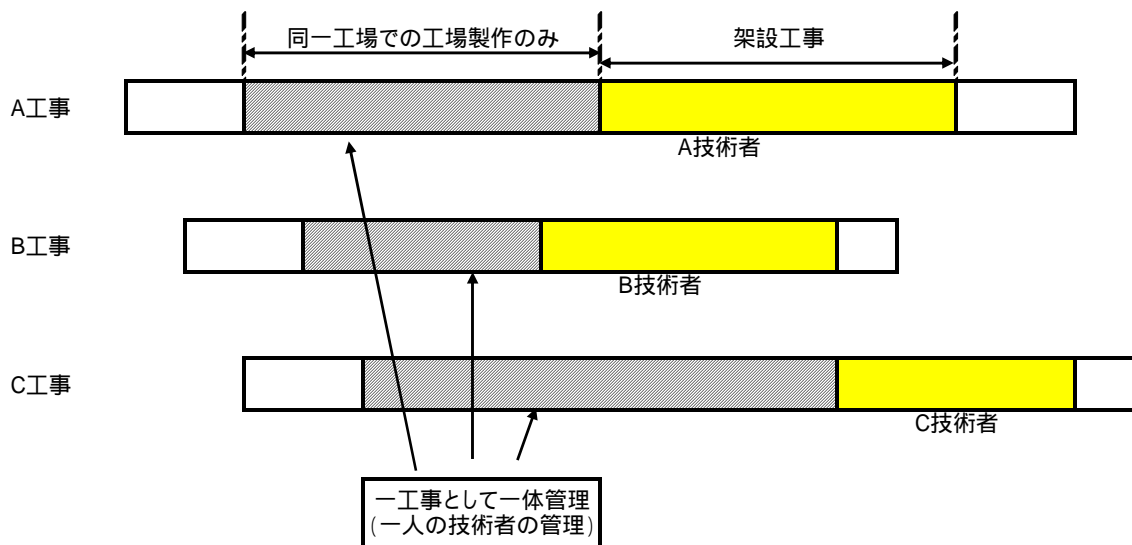 同一工場での工場製作のみ
架設工事
A工事
A技術者
B工事
B技術者
C工事
C技術者
一工事として一体管理
(一人の技術者の管理)